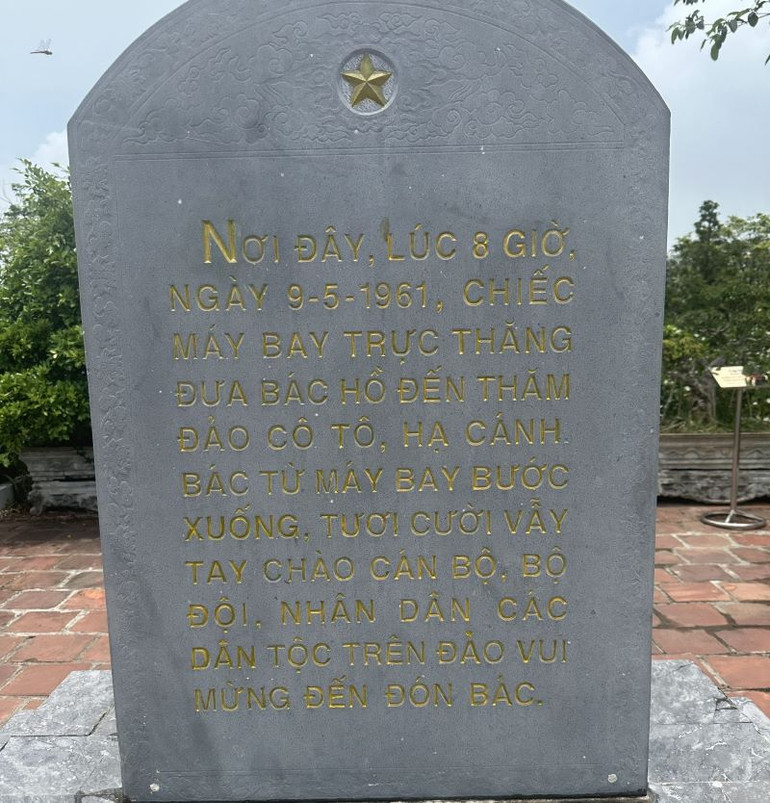 NƠI ĐÂY, LÚC 8 GIỜ,
NGÀY 9-5-1961, CHIẾC
MÁY BAY TRỰC THĂNG
ĐƯA BÁC HỒ ĐẾN THĂM
ĐẢO CÔ TÔ, HẠ CÁNH.
BÁC TỪ MÁY BAY BƯỚC
XUỐNG, TƯƠI CƯỜI VẪY
TAY CHÀO CÁN BỘ, BỘ
ĐỘI, NHÂN DÂN CÁC
DÂN TỘC TRÊN ĐẢO VUI
MỪNG ĐẾN ĐÓN BÁC.